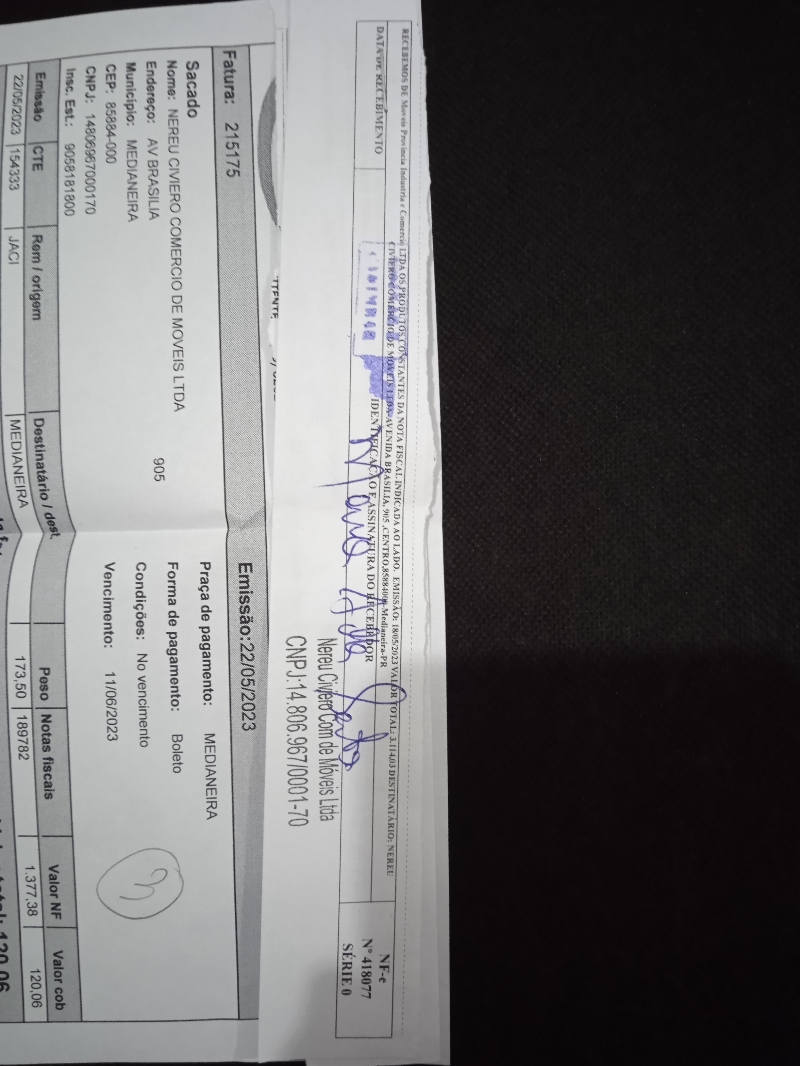 RECEBEMOS DE Moveis Provincia Industria e Comercio LTDA OS PRODUTOS CONSTANTES DA NOTA FISCAL INDICADA AO LADO. EMISSÃO: 18/05/2023 VALOR TOTAL: 3.114,03 DESTINATÁRIO: NEREU
CIVIERO COMERCIO DE MOVEIS LTDA AVENIDA BRASILIA, 905 ,CENTRO,85884000-Medianeira-PR
DATA DE RECEBIMENTO
IDENTIFICAÇÃO E ASSINATURA DO RECEBEDOR
NF-e
Nº 418077
SÉRIE 0
Nereu Civiero Com de Móveis Ltda
CNPJ:14.806.967/0001-70
Fatura: 215175
Emissão:22/05/2023
Sacado
Nome: NEREU CIVIERO COMERCIO DE MOVEIS LTDA
Endereço: AV BRASILIA 905
Municipio: MEDIANEIRA
CEP: 85884-000
CNPJ: 14806967000170
Insc. Est.: 9058181800
Praça de pagamento: MEDIANEIRA
Forma de pagamento: Boleto
Condições: No vencimento
Vencimento: 11/06/2023
Emissão CTE Rem / origem Destinatário / dest. Peso Notas fiscais Valor NF Valor cob
22/05/2023 154333 JACI MEDIANEIRA 173,50 189782 1.377,38 120,06
total: 120,06